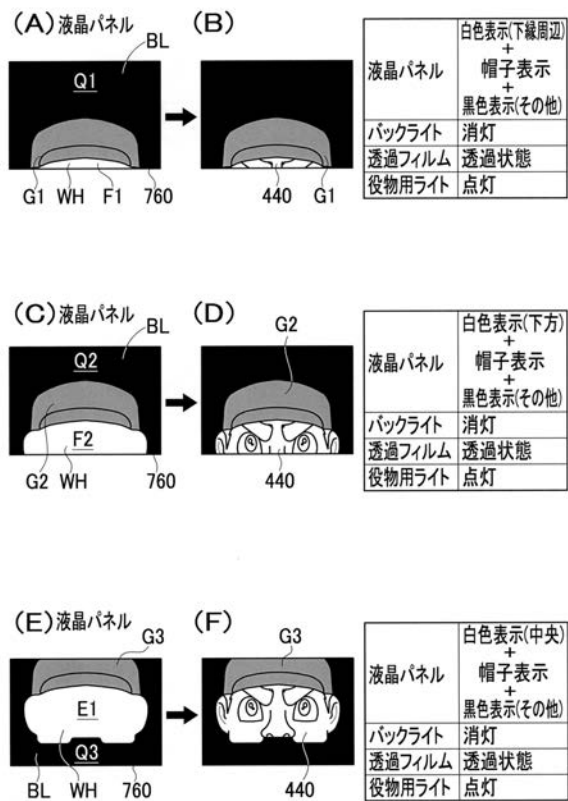 (A) 液晶パネル
BL
(B)
Q1
G1 WH F1 760
440 G1
液晶パネル
白色表示(下縁周辺)
+
帽子表示
+
黒色表示(その他)
バックライト 消灯
透過フィルム 透過状態
役物用ライト 点灯
(C) 液晶パネル
BL
(D)
G2
Q2
F2
G2 WH 760
440
液晶パネル
白色表示(下方)
+
帽子表示
+
黒色表示(その他)
バックライト 消灯
透過フィルム 透過状態
役物用ライト 点灯
(E) 液晶パネル
G3
(F)
G3
E1
Q3
BL WH 760
440
液晶パネル
白色表示(中央)
+
帽子表示
+
黒色表示(その他)
バックライト 消灯
透過フィルム 透過状態
役物用ライト 点灯